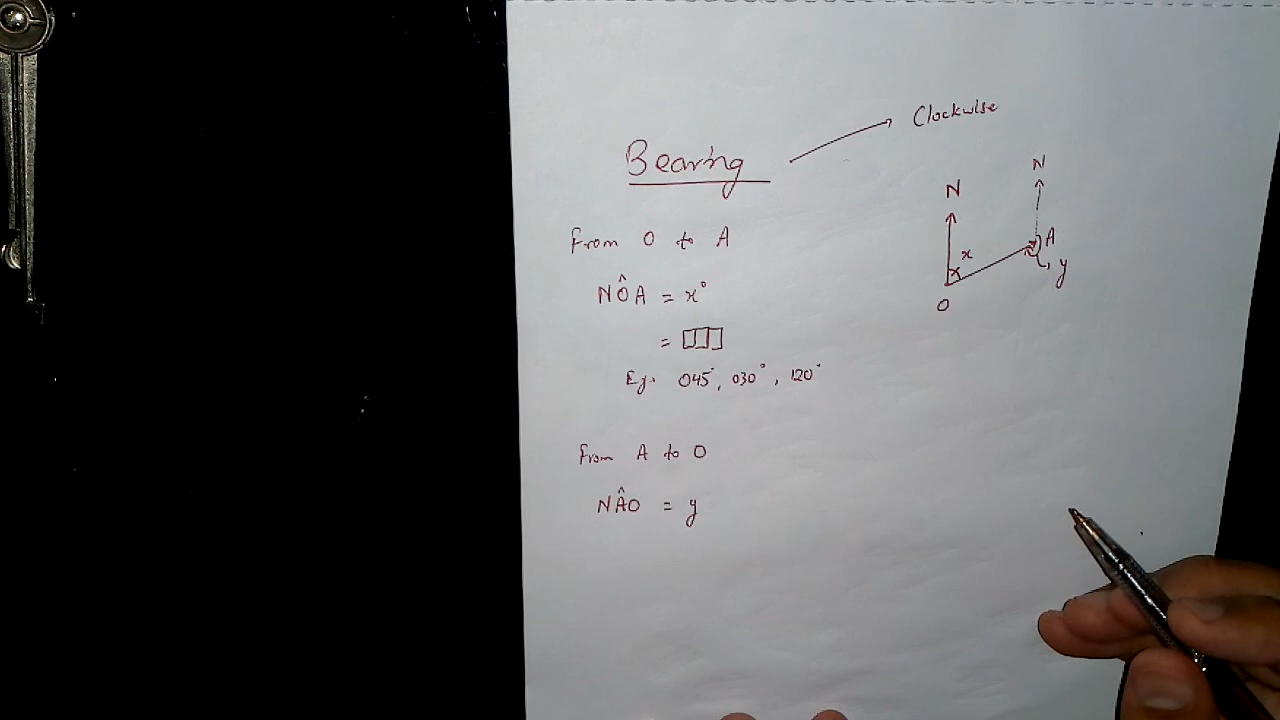 Clockwise
Bearing
From O to A
NÔA = x°
= □□□
Eg. 045°, 030°, 120°
From A to O
NÂO = y
N
N
A
x
y
O